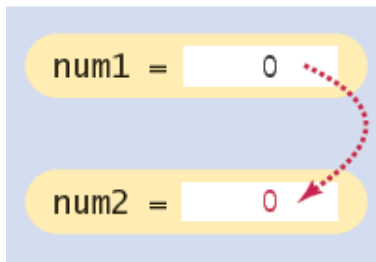 num1 = 0
num2 = 0